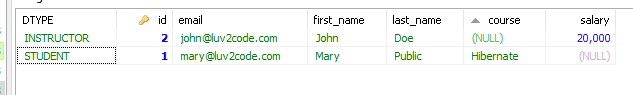 DTYPE id email first_name last_name course salary
INSTRUCTOR 2 john@luv2code.com John Doe (NULL) 20,000
STUDENT 1 mary@luv2code.com Mary Public Hibernate (NULL)